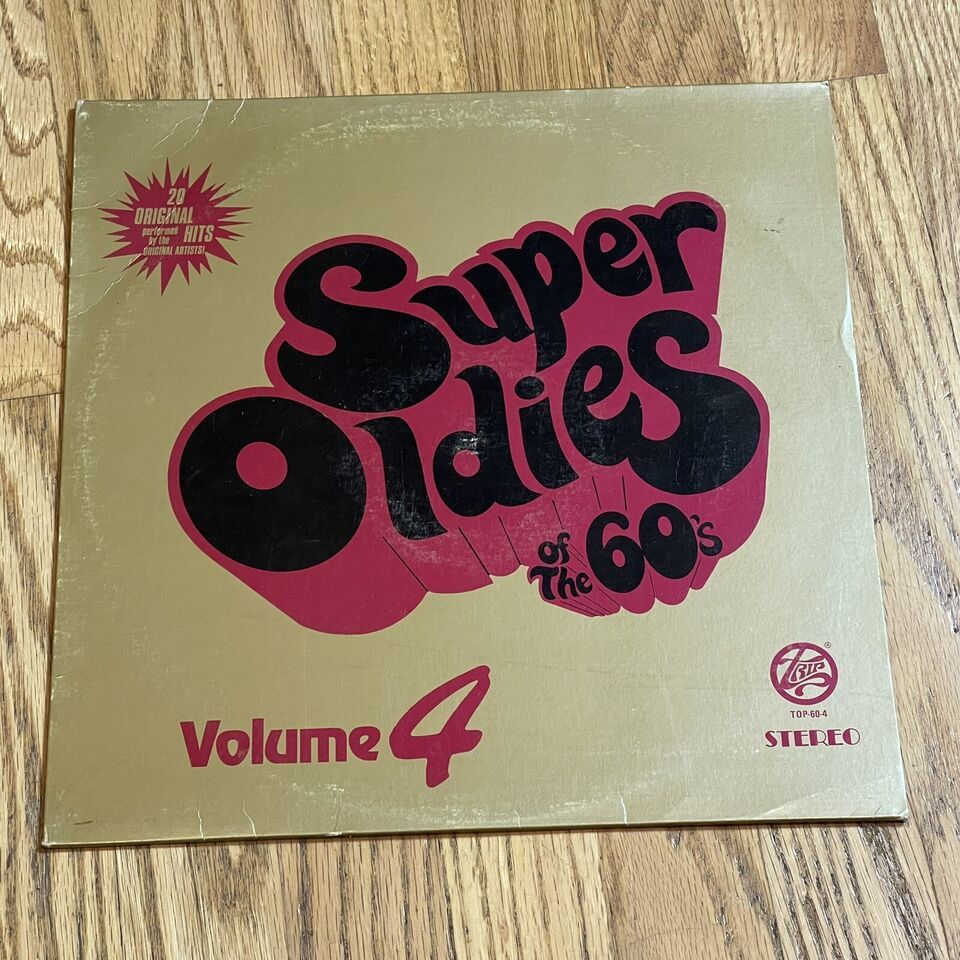 20
ORIGINAL
performed
by the
HITS
ORIGINAL ARTISTS!
Super
Oldies
of
The
60's
Volume 4
TRIP®
TOP-60-4
STEREO